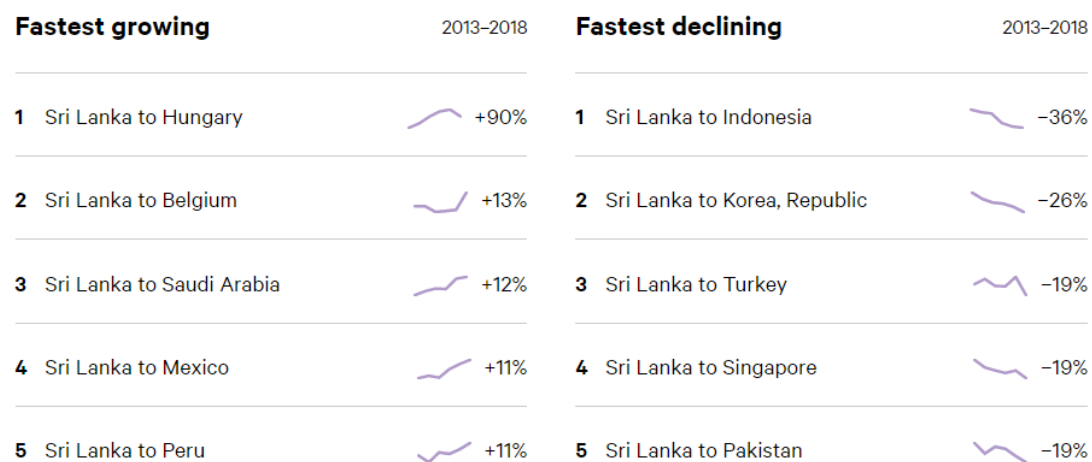 Fastest growing 2013–2018
1 Sri Lanka to Hungary +90%
2 Sri Lanka to Belgium +13%
3 Sri Lanka to Saudi Arabia +12%
4 Sri Lanka to Mexico +11%
5 Sri Lanka to Peru +11%
Fastest declining 2013–2018
1 Sri Lanka to Indonesia −36%
2 Sri Lanka to Korea, Republic −26%
3 Sri Lanka to Turkey −19%
4 Sri Lanka to Singapore −19%
5 Sri Lanka to Pakistan −19%